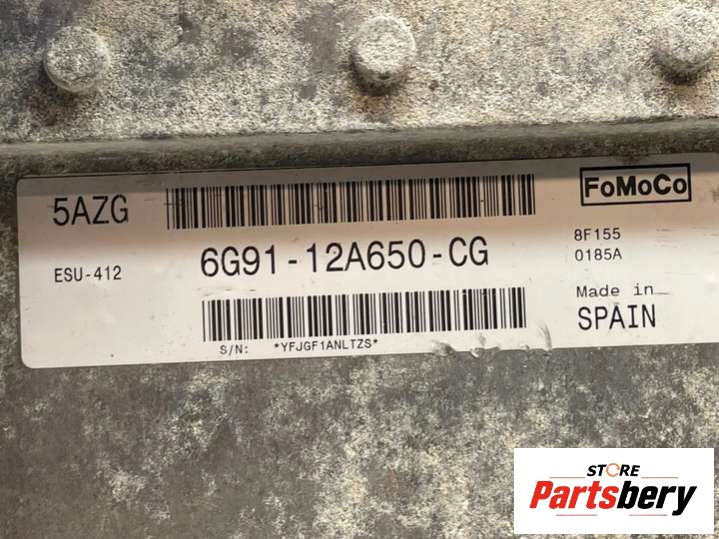 5AZG
FoMoCo
6G91-12A650-CG
ESU-412
8F155
0185A
Made in
SPAIN
S/N: *YFJGF1ANLTZS*
STORE
Partsbery